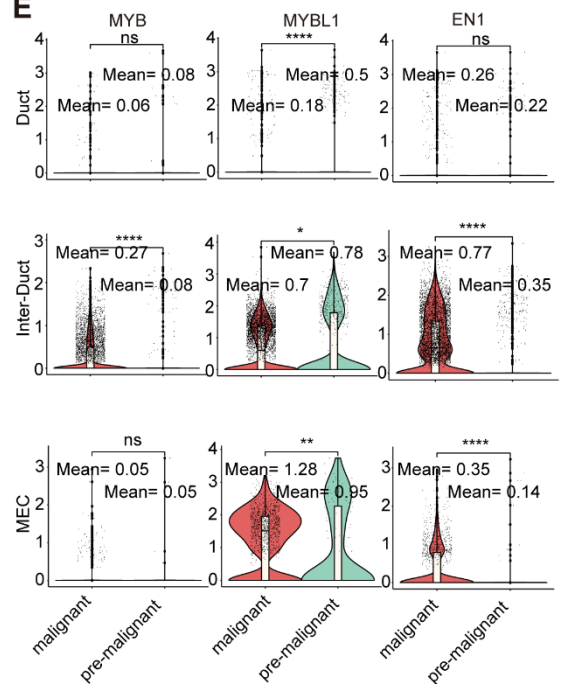 E
MYB MYBL1 EN1
Duct
4 3 2 1 0
ns
Mean= 0.08
Mean= 0.06
4 3 2 1 0
****
Mean= 0.5
Mean= 0.18
4 3 2 1 0
ns
Mean= 0.26
Mean= 0.22
Inter-Duct
3 2 1 0
****
Mean= 0.27
Mean= 0.08
4 3 2 1 0
*
Mean= 0.78
Mean= 0.7
3 2 1 0
****
Mean= 0.77
Mean= 0.35
MEC
3 2 1 0
ns
Mean= 0.05
Mean= 0.05
4 3 2 1 0
**
Mean= 1.28
Mean= 0.95
3 2 1 0
****
Mean= 0.35
Mean= 0.14
malignant
pre-malignant
malignant
pre-malignant
malignant
pre-malignant